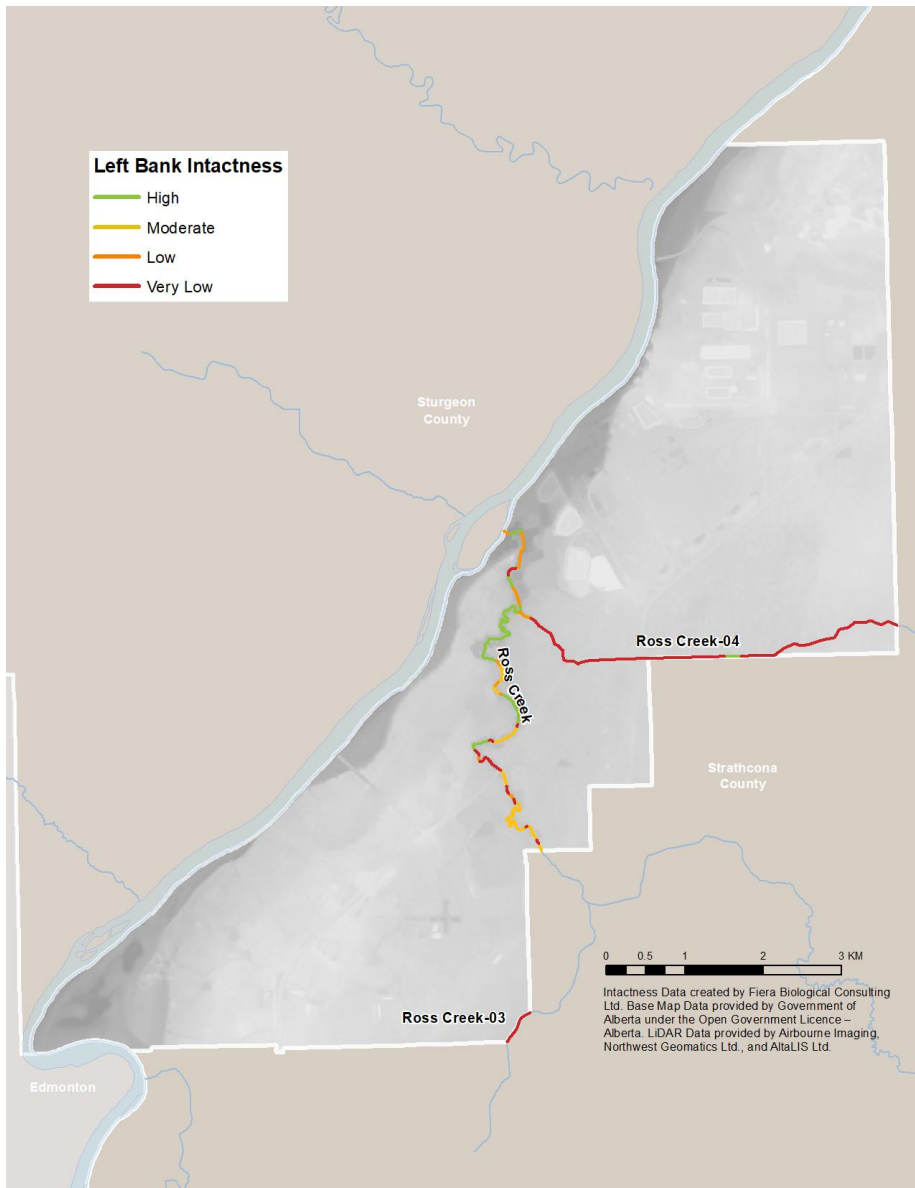 Left Bank Intactness
High
Moderate
Low
Very Low
Sturgeon
County
Ross Creek-04
Ross Creek
Strathcona
County
0 0.5 1 2 3 KM
Intactness Data created by Fiera Biological Consulting
Ltd. Base Map Data provided by Government of
Alberta under the Open Government Licence –
Alberta. LiDAR Data provided by Airbourne Imaging,
Northwest Geomatics Ltd., and AltaLIS Ltd.
Ross Creek-03
Edmonton